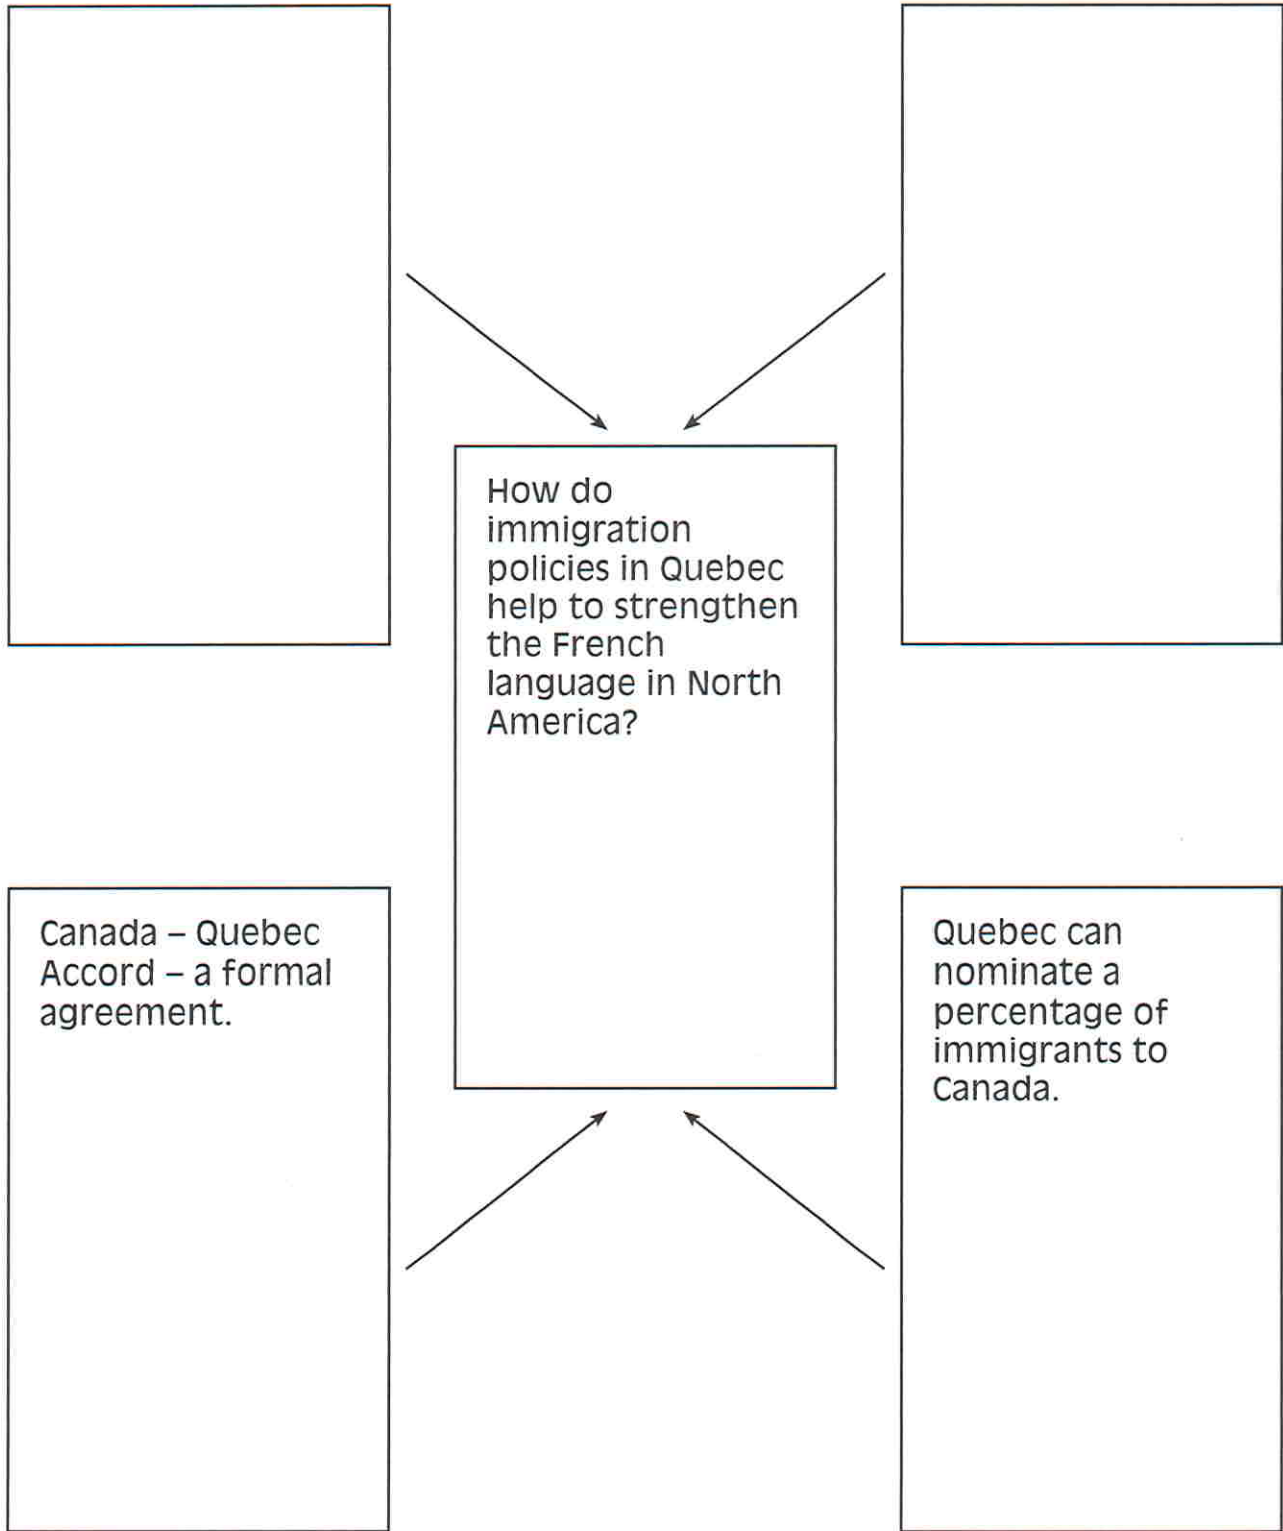 How do
immigration
policies in Quebec
help to strengthen
the French
language in North
America?
Canada – Quebec
Accord – a formal
agreement.
Quebec can
nominate a
percentage of
immigrants to
Canada.